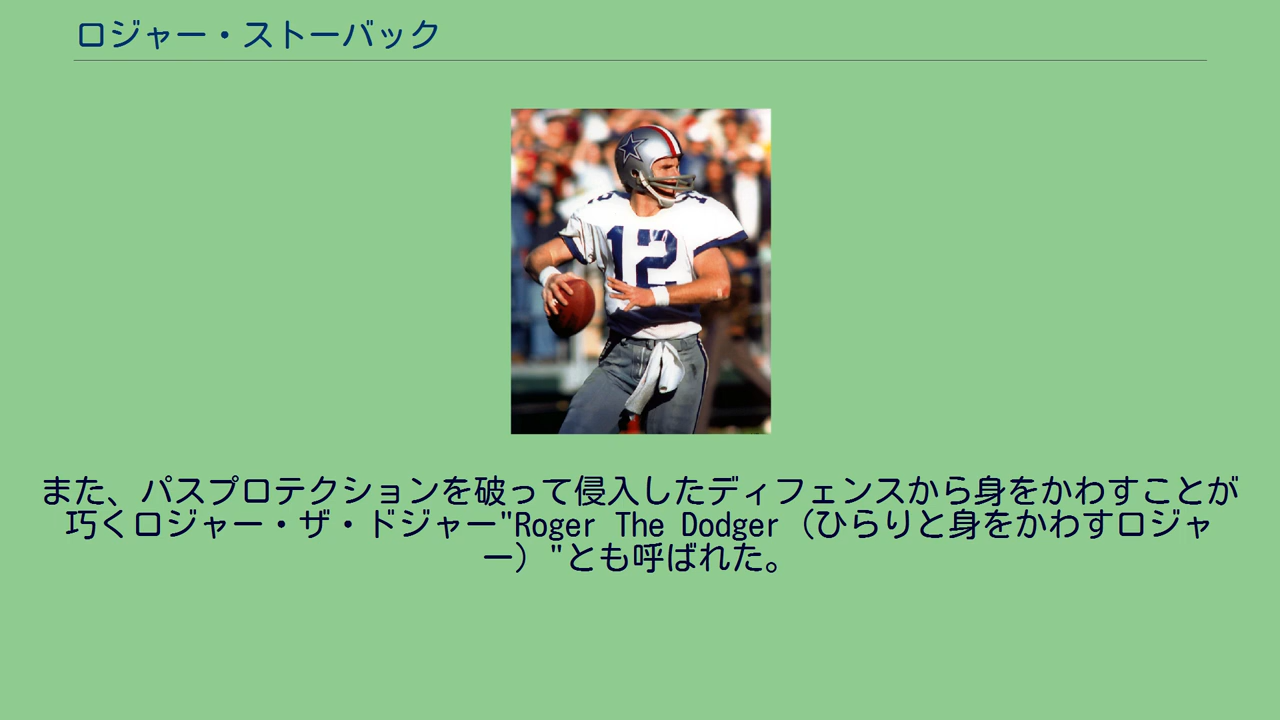 ロジャー・ストーバック
12
また、パスプロテクションを破って侵入したディフェンスから身をかわすことが
巧くロジャー・ザ・ドジャー"Roger The Dodger（ひらりと身をかわすロジャ
ー）"とも呼ばれた。